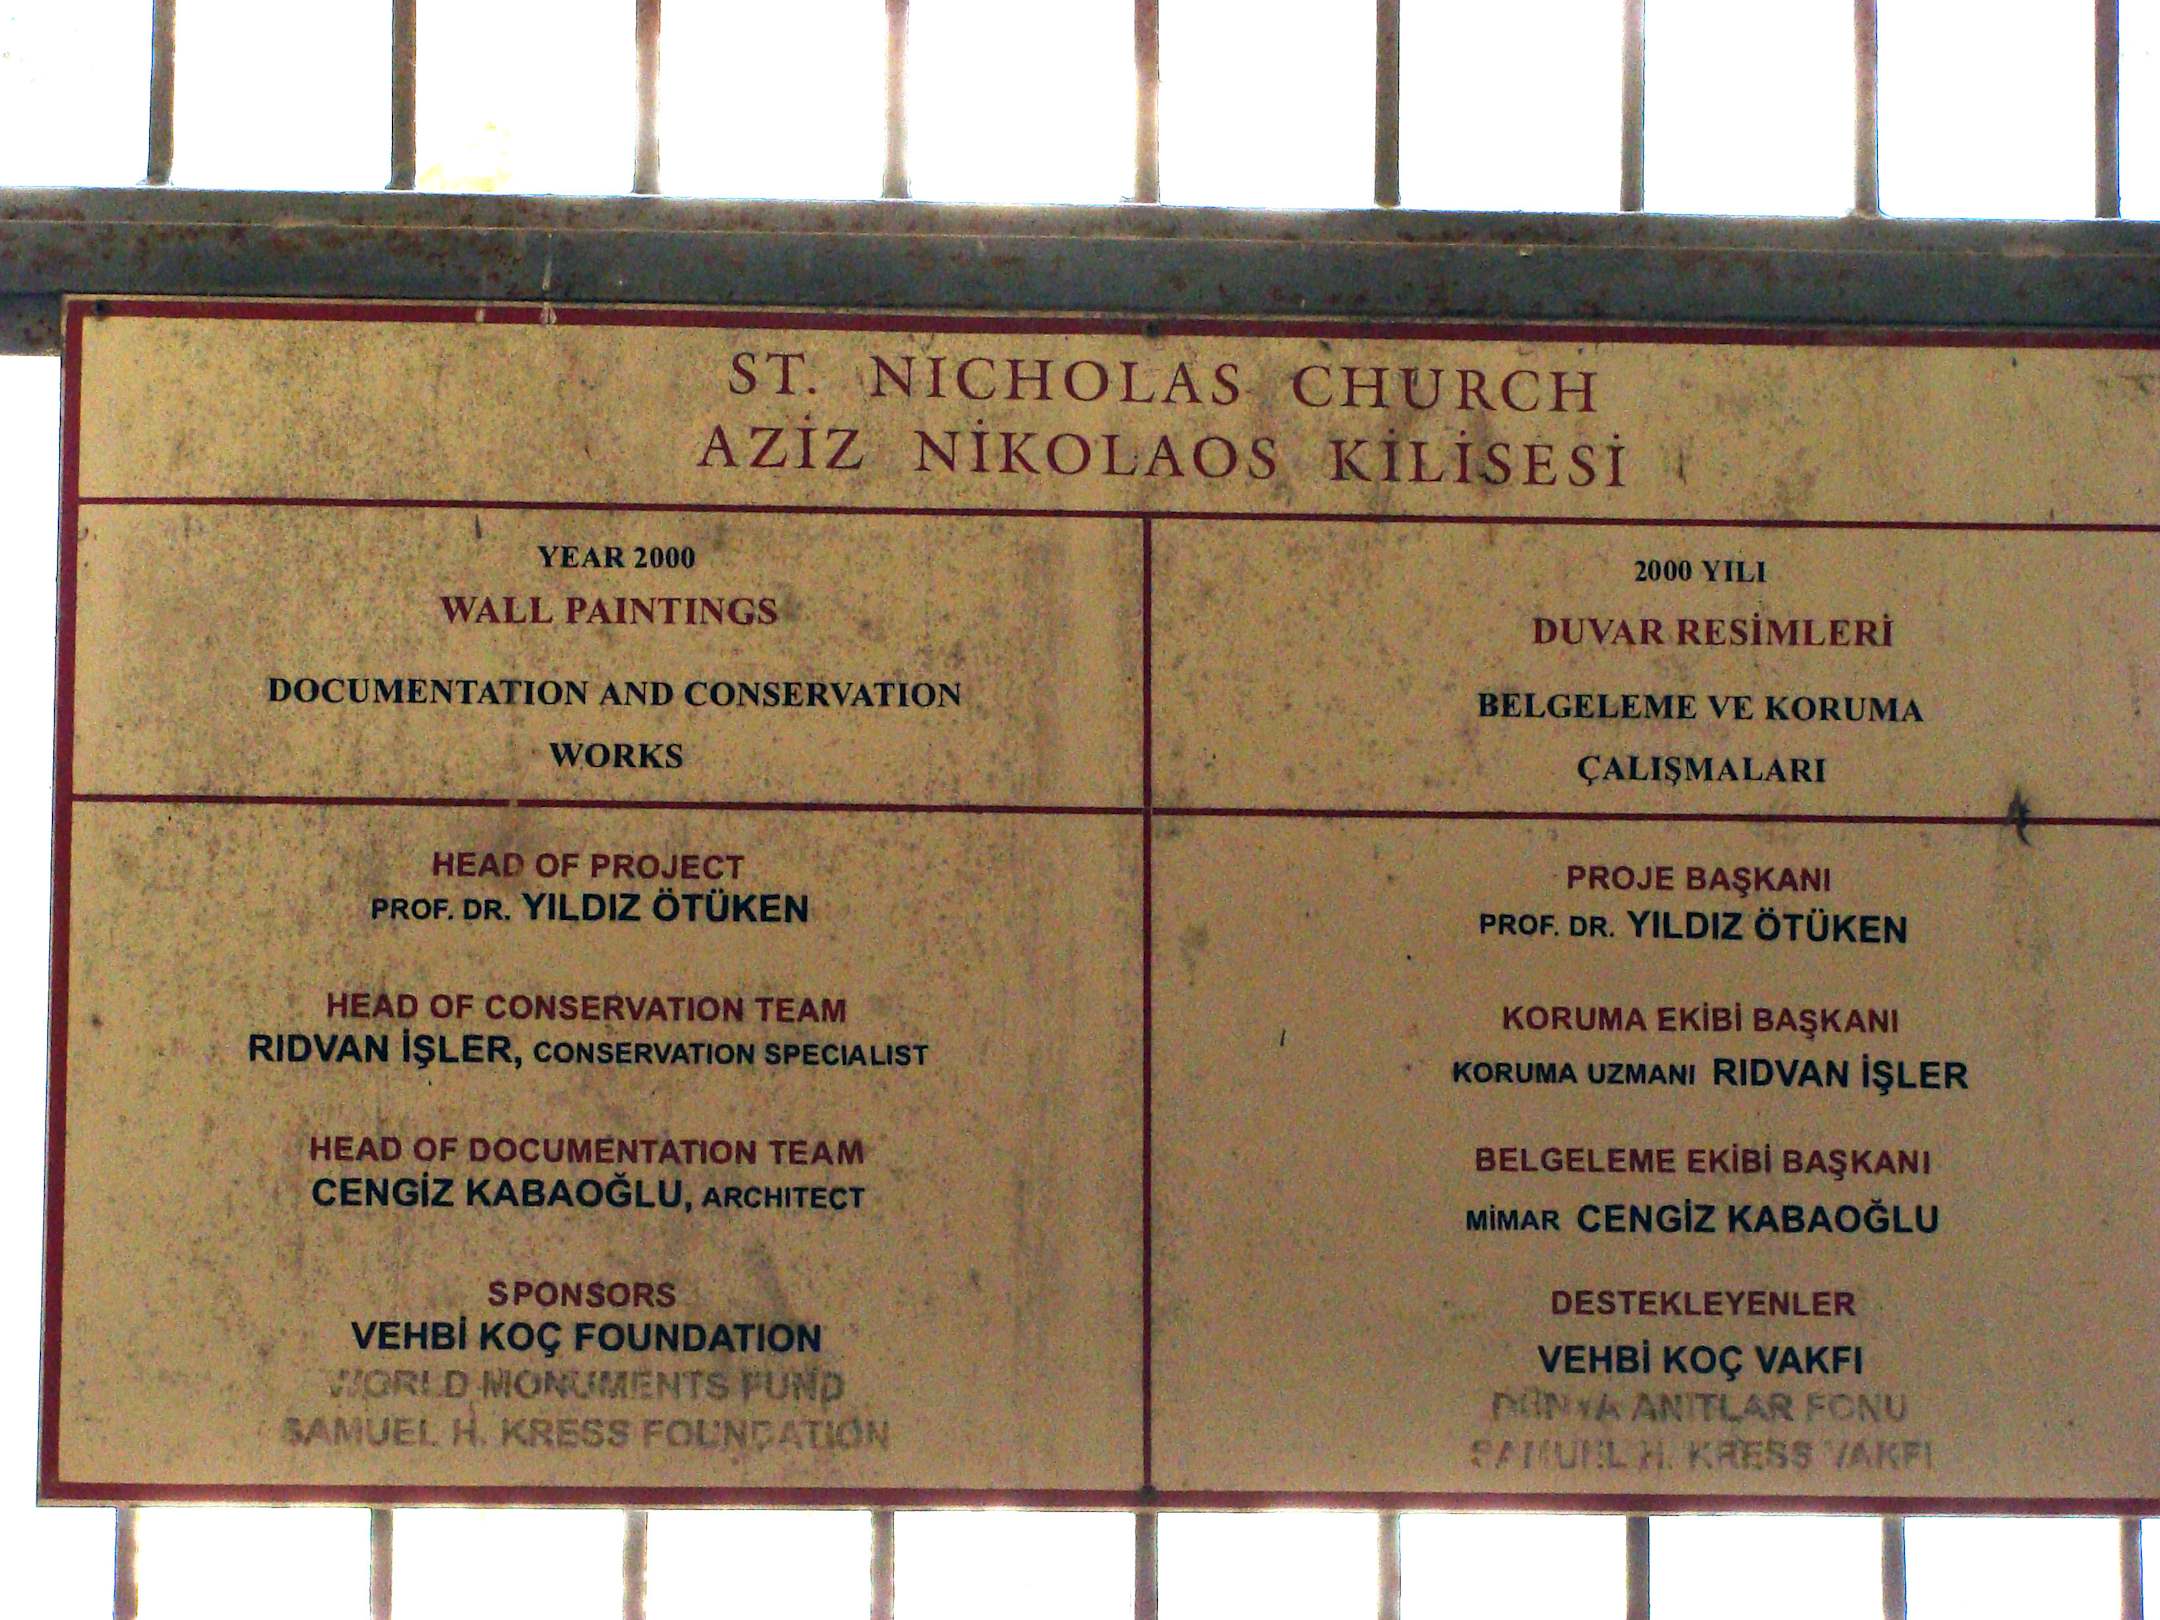 ST. NICHOLAS CHURCH
AZİZ NİKOLAOS KİLİSESİ
YEAR 2000
WALL PAINTINGS
DOCUMENTATION AND CONSERVATION
WORKS
HEAD OF PROJECT
PROF. DR. YILDIZ ÖTÜKEN
HEAD OF CONSERVATION TEAM
RIDVAN İŞLER, CONSERVATION SPECIALIST
HEAD OF DOCUMENTATION TEAM
CENGİZ KABAOĞLU, ARCHITECT
SPONSORS
VEHBİ KOÇ FOUNDATION
WORLD MONUMENTS FUND
SAMUEL H. KRESS FOUNDATION
2000 YILI
DUVAR RESİMLERİ
BELGELEME VE KORUMA
ÇALIŞMALARI
PROJE BAŞKANI
PROF. DR. YILDIZ ÖTÜKEN
KORUMA EKİBİ BAŞKANI
KORUMA UZMANI RIDVAN İŞLER
BELGELEME EKİBİ BAŞKANI
MİMAR CENGİZ KABAOĞLU
DESTEKLEYENLER
VEHBİ KOÇ VAKFI
DÜNYA ANITLAR FONU
SAMUEL H. KRESS VAKFI